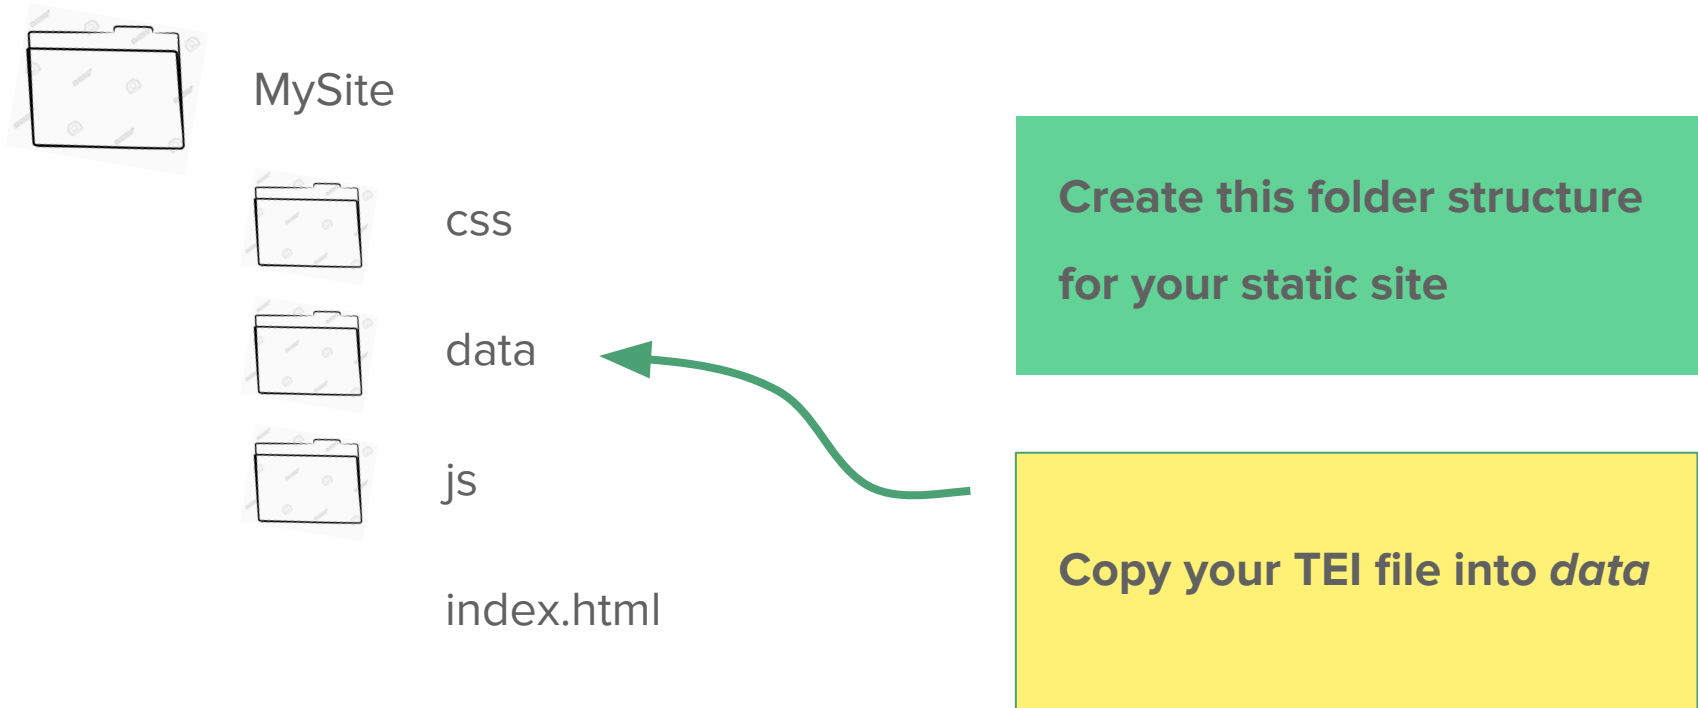 MySite
css
data
js
index.html
Create this folder structure
for your static site
Copy your TEI file into data